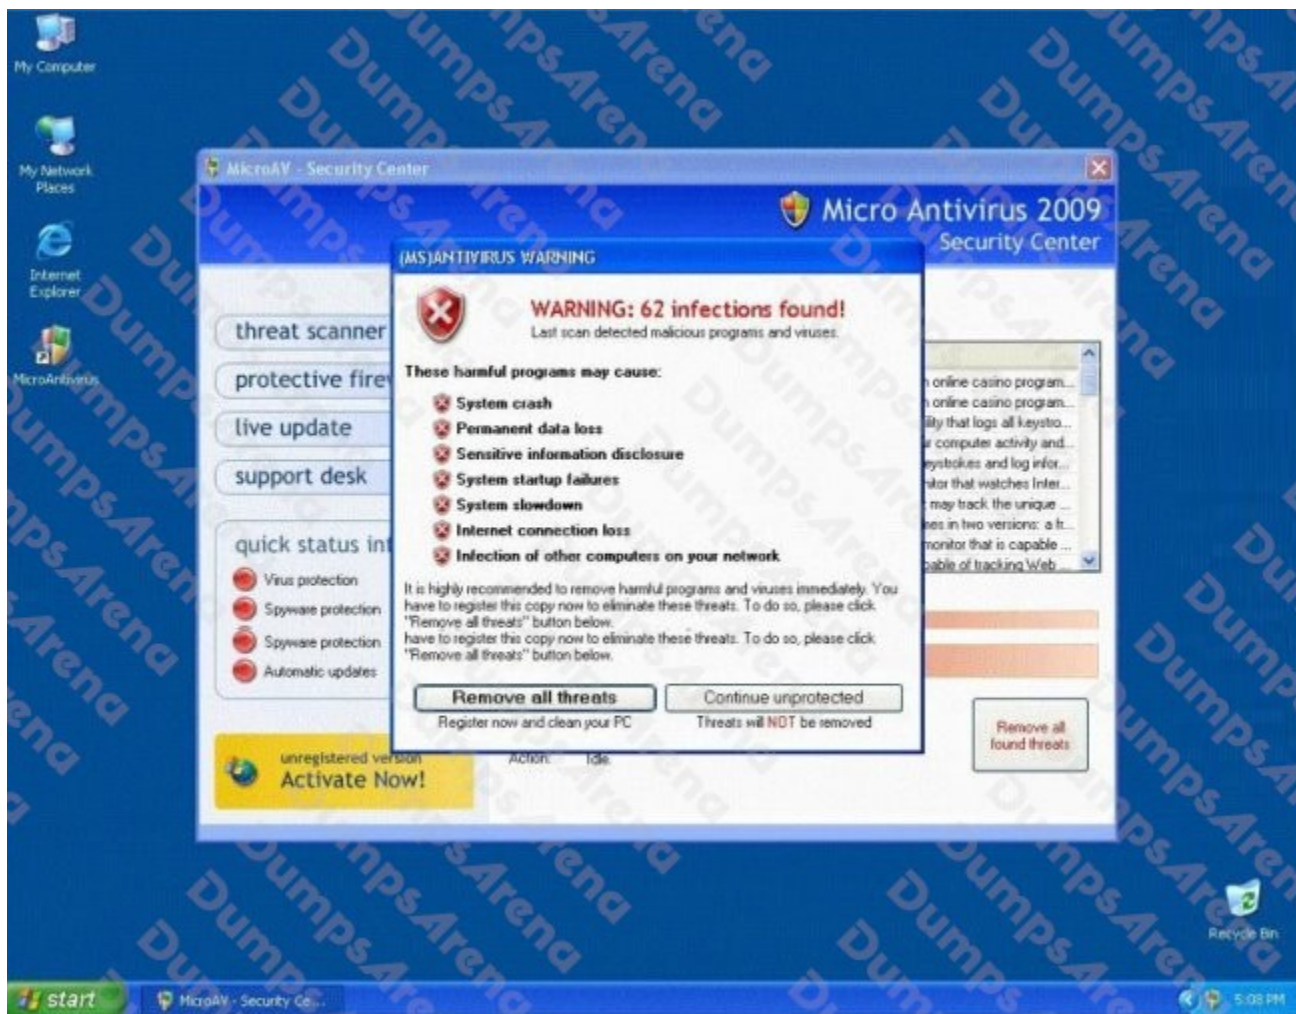 My Computer
My Network
Places
Internet
Explorer
MicroAntivirus
MicroAV - Security Center
Micro Antivirus 2009
Security Center
(MS)ANTIVIRUS WARNING
WARNING: 62 infections found!
Last scan detected malicious programs and viruses.
These harmful programs may cause:
System crash
Permanent data loss
Sensitive information disclosure
System startup failures
System slowdown
Internet connection loss
Infection of other computers on your network
It is highly recommended to remove harmful programs and viruses immediately. You
have to register this copy now to eliminate these threats. To do so, please click
"Remove all threats" button below.
have to register this copy now to eliminate these threats. To do so, please click
"Remove all threats" button below.
Remove all threats
Continue unprotected
Register now and clean your PC
Threats will NOT be removed
threat scanner
protective fire
live update
support desk
quick status in
Virus protection
Spyware protection
Spyware protection
Automatic updates
unregistered version
Activate Now!
Action: Idle.
online casino program...
online casino program...
that logs all keystro...
computer activity and...
and log infor...
that watches Inter...
may track the unique ...
in two versions: a fr...
monitor that is capable ...
of tracking Web ...
Remove all
found threats
Recycle Bin
start
MicroAV - Security Ce...
5:08 PM
DumpsArena